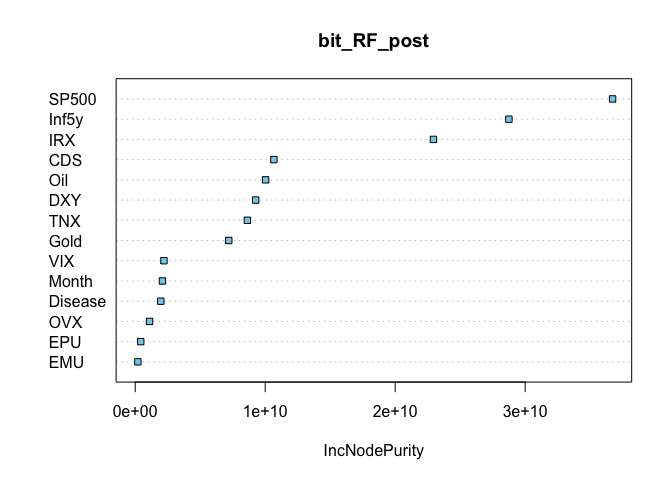 bit_RF_post
SP500
Inf5y
IRX
CDS
Oil
DXY
TNX
Gold
VIX
Month
Disease
OVX
EPU
EMU
0e+00 1e+10 2e+10 3e+10
IncNodePurity